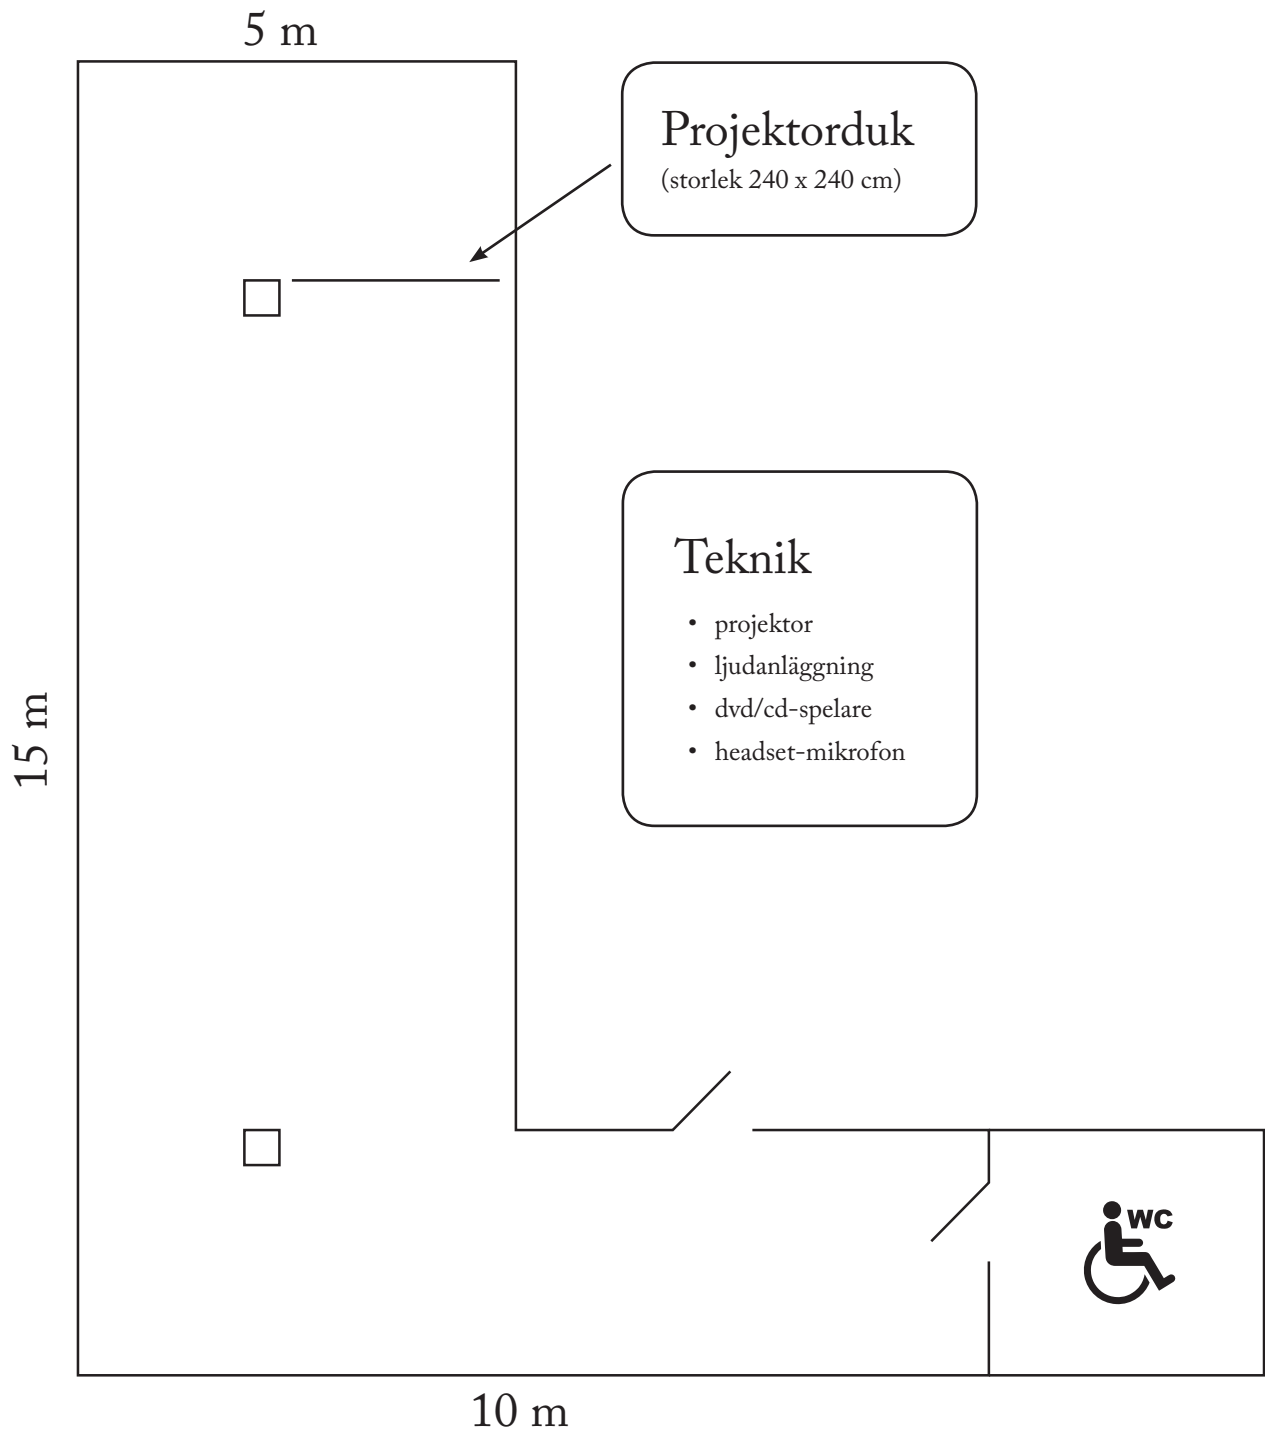 5 m
Projektorduk
(storlek 240 x 240 cm)
Teknik
• projektor
• ljudanläggning
• dvd/cd-spelare
• headset-mikrofon
15 m
WC
10 m